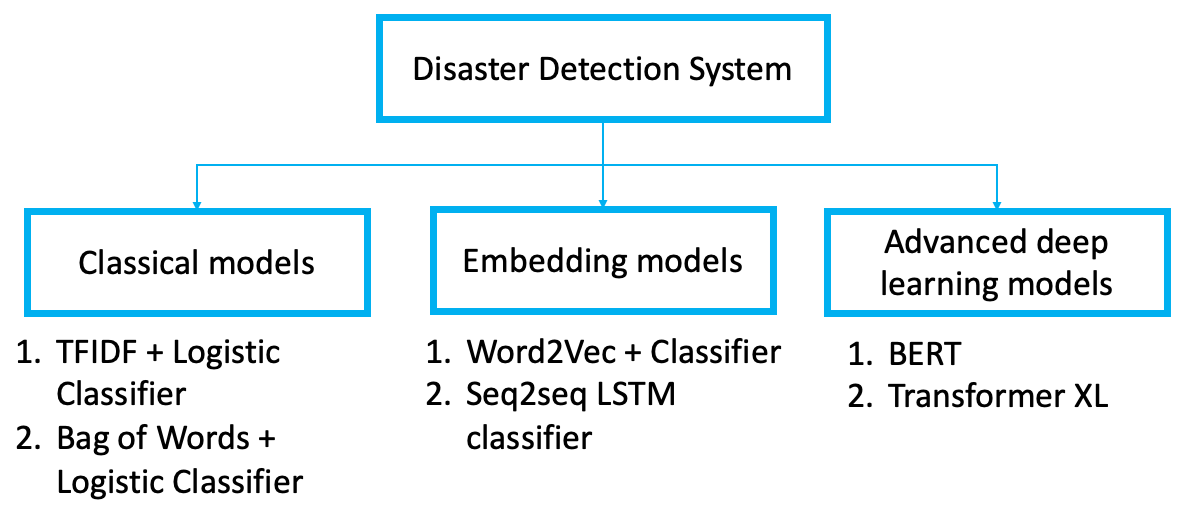 Disaster Detection System
Classical models
Embedding models
Advanced deep
learning models
1. TFIDF + Logistic
Classifier
2. Bag of Words +
Logistic Classifier
1. Word2Vec + Classifier
2. Seq2seq LSTM
classifier
1. BERT
2. Transformer XL